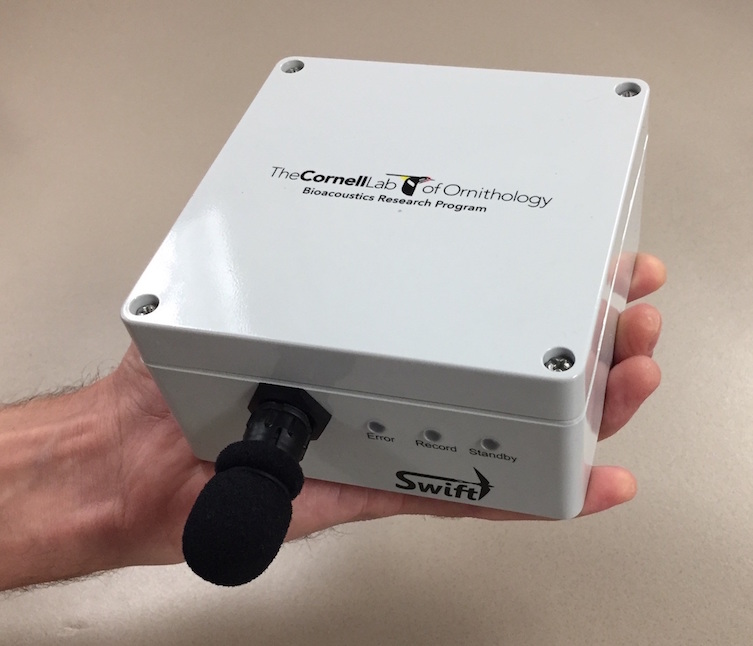 TheCornellLab of Ornithology
Bioacoustics Research Program
Error Record Standby
Swift